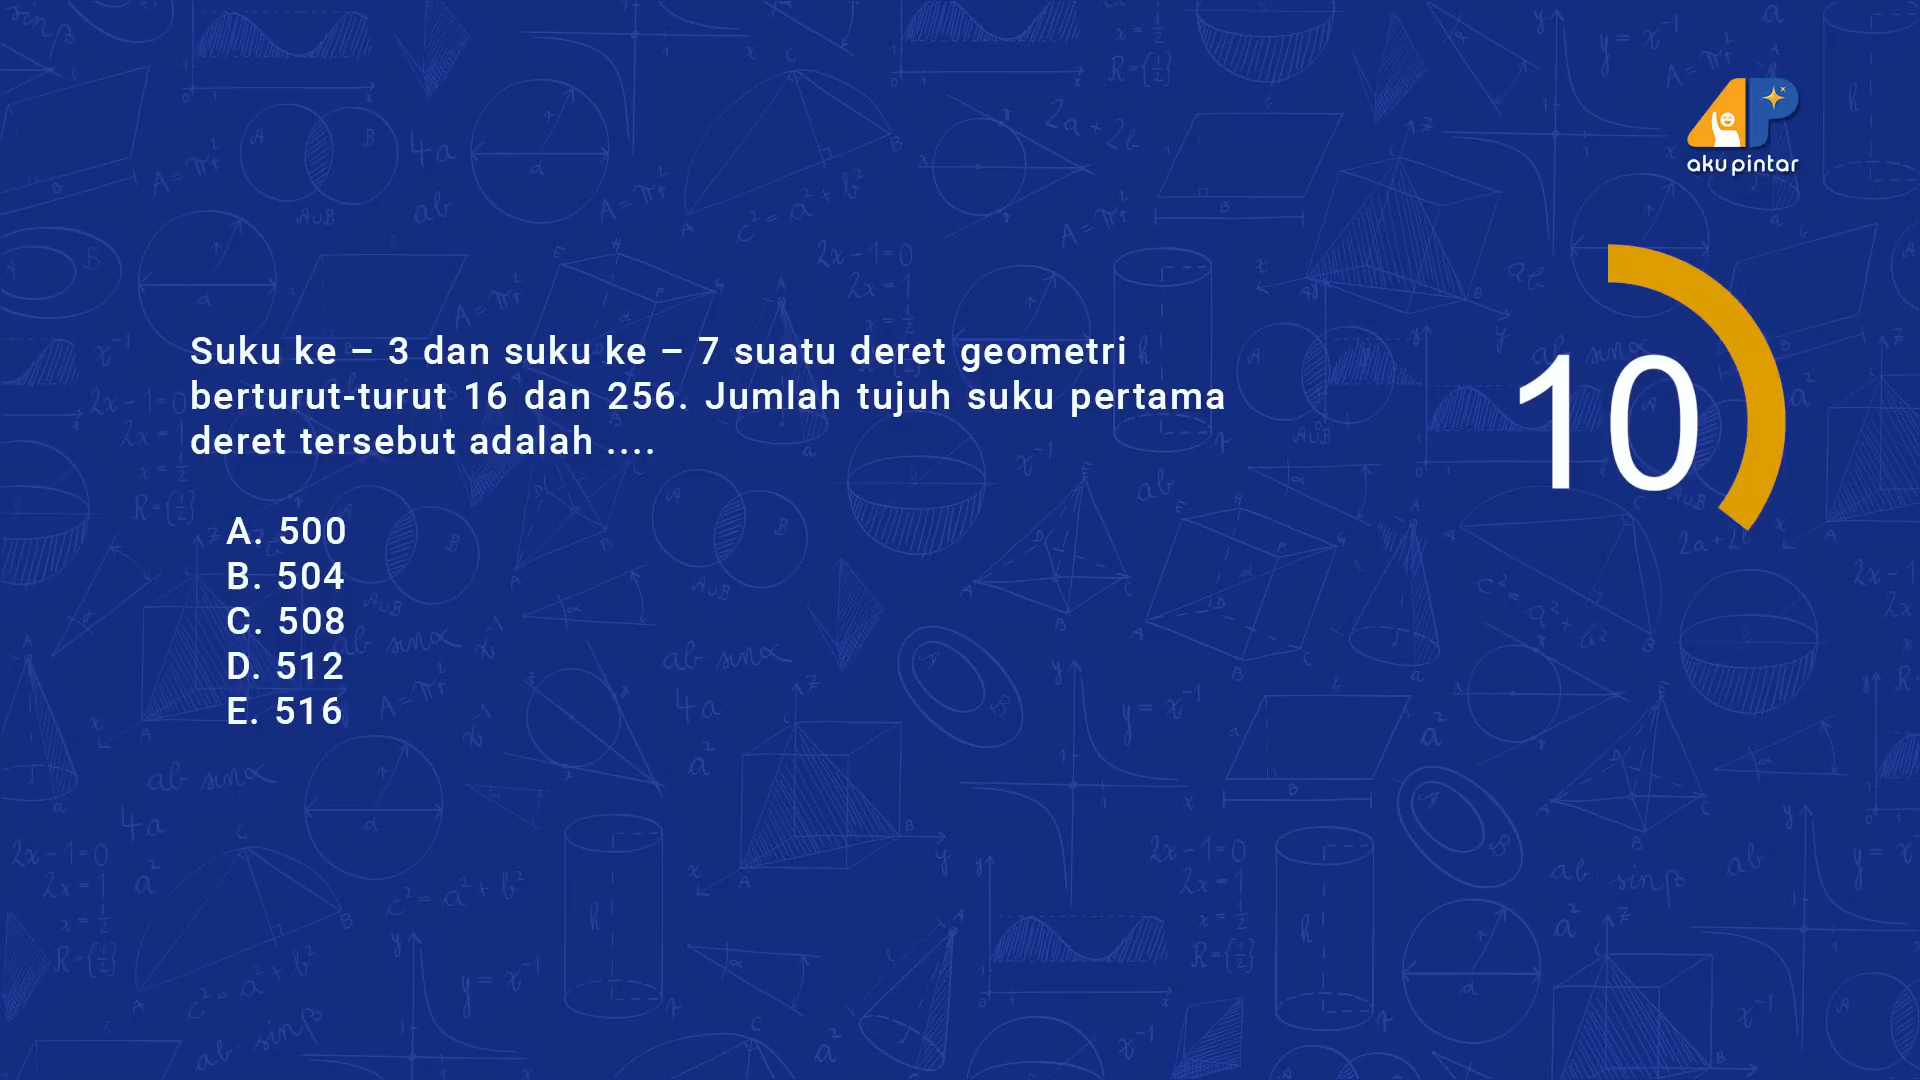 aku pintar
Suku ke – 3 dan suku ke – 7 suatu deret geometri
berturut-turut 16 dan 256. Jumlah tujuh suku pertama
deret tersebut adalah ....
10
A. 500
B. 504
C. 508
D. 512
E. 516